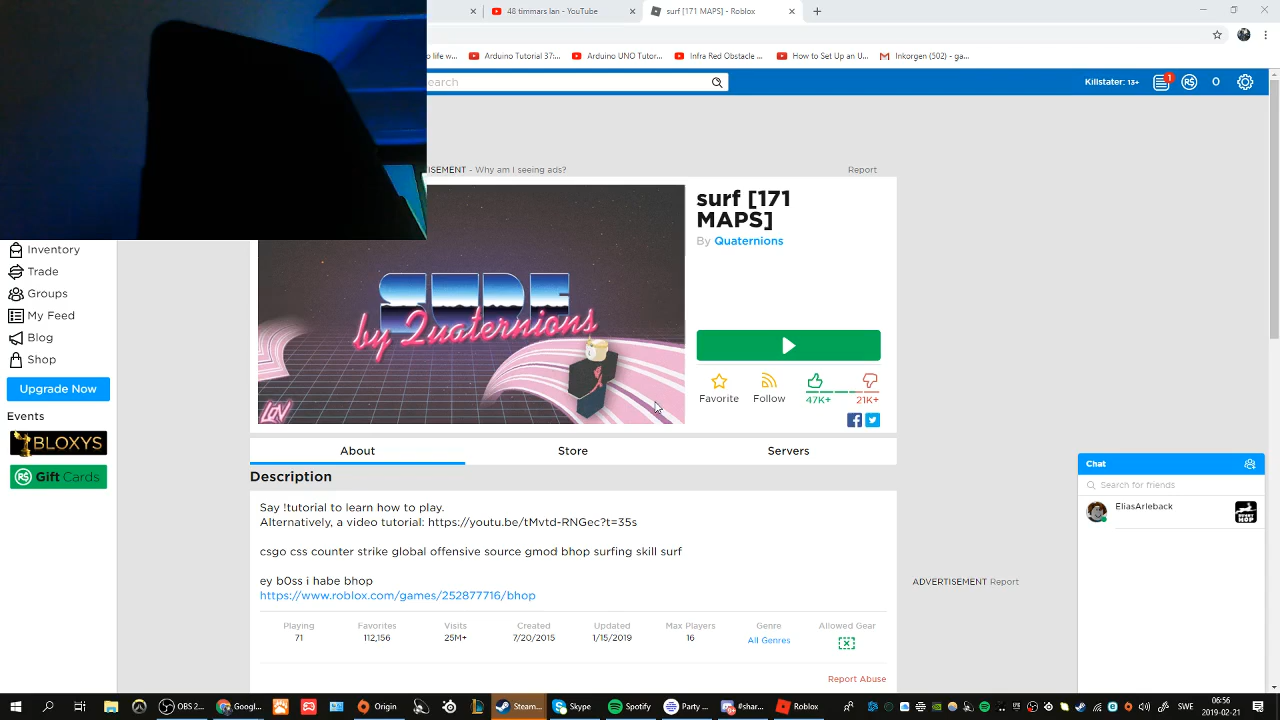 48 timmars lan - YouTube
surf [171 MAPS] - Roblox
o life w...
Arduino Tutorial 37:...
Arduino UNO Tutor...
Infra Red Obstacle ...
How to Set Up an U...
Inkorgen (502) - ga...
earch
Killstater: 13+
1
0
ISEMENT - Why am I seeing ads?
Report
surf [171
MAPS]
By Quaternions
SURF
by Quaternions
Favorite
Follow
47K+
21K+
Inventory
Trade
Groups
My Feed
Blog
Shop
Upgrade Now
Events
BLOXYS
Gift Cards
About
Store
Servers
Description
Say !tutorial to learn how to play.
Alternatively, a video tutorial: https://youtu.be/tMvtd-RNGec?t=35s
csgo css counter strike global offensive source gmod bhop surfing skill surf
ey b0ss i habe bhop
https://www.roblox.com/games/252877716/bhop
Playing
Favorites
Visits
Created
Updated
Max Players
Genre
Allowed Gear
71
112,156
25M+
7/20/2015
1/15/2019
16
All Genres
Report Abuse
ADVERTISEMENT Report
Chat
Search for friends
EliasArleback
OBS 2...
Googl...
Origin
Steam...
Skype
Spotify
Party ...
#shar...
Roblox
06:56
2019-02-21